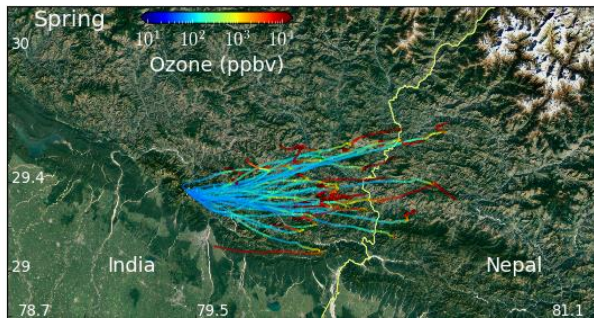 Spring
10¹ 10² 10³ 10⁴
Ozone (ppbv)
30
29.4
29
India
Nepal
78.7
79.5
81.1